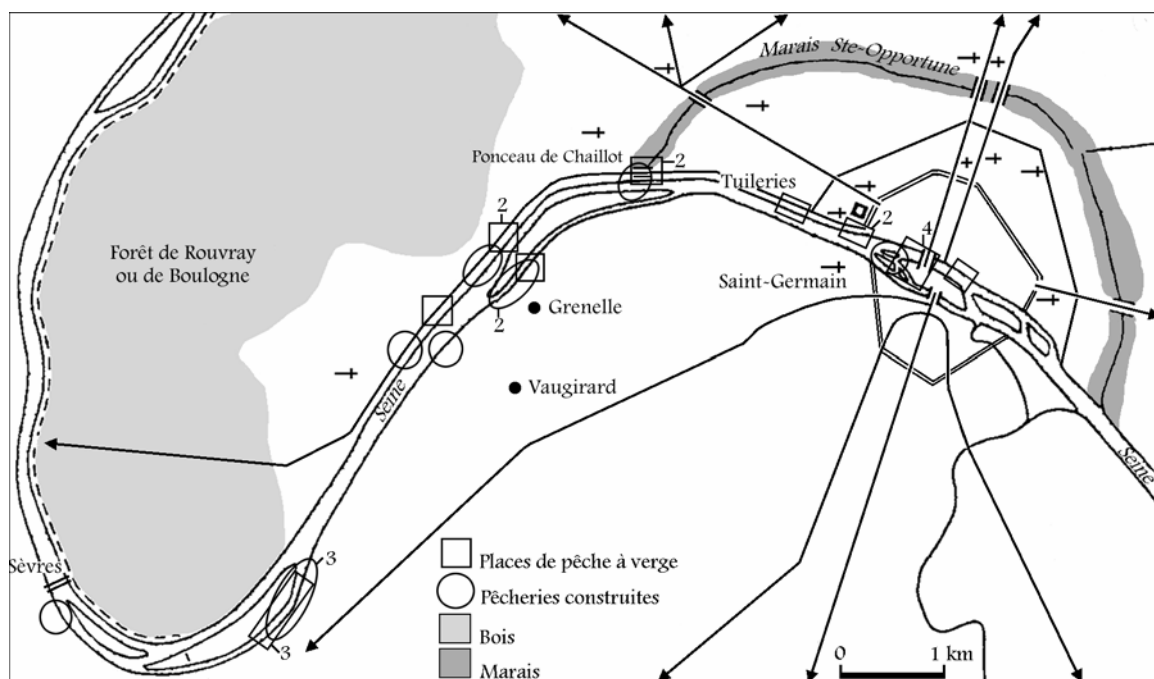 Marais Ste-Opportune
Ponceau de Chaillot
2
Tuileries
2
2
4
Forêt de Rouvray
ou de Boulogne
Saint-Germain
Grenelle
2
Vaugirard
Seine
Seine
Sèvres
3
3
Places de pêche à verge
Pêcheries construites
Bois
Marais
0 1 km